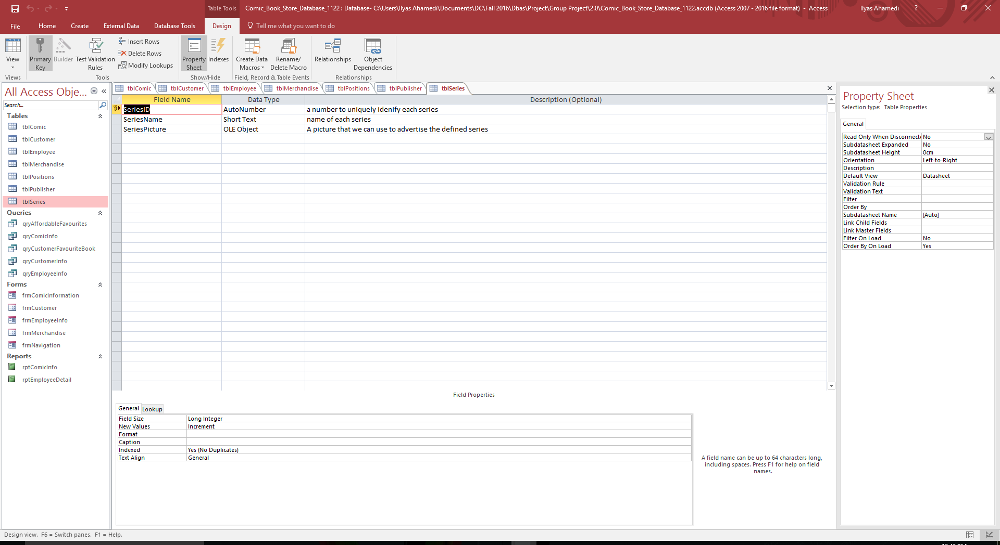 Table Tools
Comic_Book_Store_Database_1122 : Database- C:\Users\Ilyas Ahamedi\Documents\DC\Fall 2016\Dbas\Project\Group Project\2.0\Comic_Book_Store_Database_1122.accdb (Access 2007 - 2016 file format) - Access
Ilyas Ahamedi
?
File Home Create External Data Database Tools Design Tell me what you want to do
View
Primary Key
Builder
Test Validation Rules
Insert Rows
Delete Rows
Modify Lookups
Property Sheet
Indexes
Create Data Macros
Rename/ Delete Macro
Relationships
Object Dependencies
Views Tools Show/Hide Field, Record & Table Events Relationships
All Access Obje...
Search...
Tables
tblComic
tblCustomer
tblEmployee
tblMerchandise
tblPositions
tblPublisher
tblSeries
Queries
qryAffordableFavourites
qryComicInfo
qryCustomerFavouriteBook
qryCustomerInfo
qryEmployeeInfo
Forms
frmComicInformation
frmCustomer
frmEmployeeInfo
frmMerchandise
frmNavigation
Reports
rptComicInfo
rptEmployeeDetail
tblComic tblCustomer tblEmployee tblMerchandise tblPositions tblPublisher tblSeries
Field Name Data Type Description (Optional)
SeriesID AutoNumber a number to uniquely idenify each series
SeriesName Short Text name of each series
SeriesPicture OLE Object A picture that we can use to advertise the defined series
Field Properties
General Lookup
Field Size Long Integer
New Values Increment
Format
Caption
Indexed Yes (No Duplicates)
Text Align General
A field name can be up to 64 characters long,
including spaces. Press F1 for help on field
names.
Property Sheet
Selection type: Table Properties
General
Read Only When Disconnect No
Subdatasheet Expanded No
Subdatasheet Height 0cm
Orientation Left-to-Right
Description
Default View Datasheet
Validation Rule
Validation Text
Filter
Order By
Subdatasheet Name [Auto]
Link Child Fields
Link Master Fields
Filter On Load No
Order By On Load Yes
Design view. F6 = Switch panes. F1 = Help.